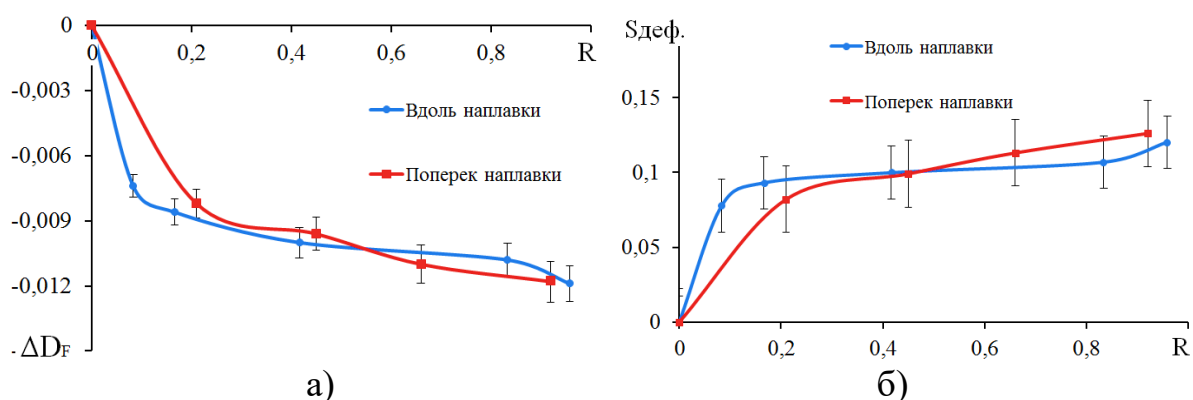 0
0 0,2 0,4 0,6 0,8 R
-0,003
-0,006
-0,009
-0,012
- ΔDF
Вдоль наплавки
Поперек наплавки
а)
Sдеф.
0,15
0,1
0,05
0
0 0,2 0,4 0,6 0,8 R
Вдоль наплавки
Поперек наплавки
б)